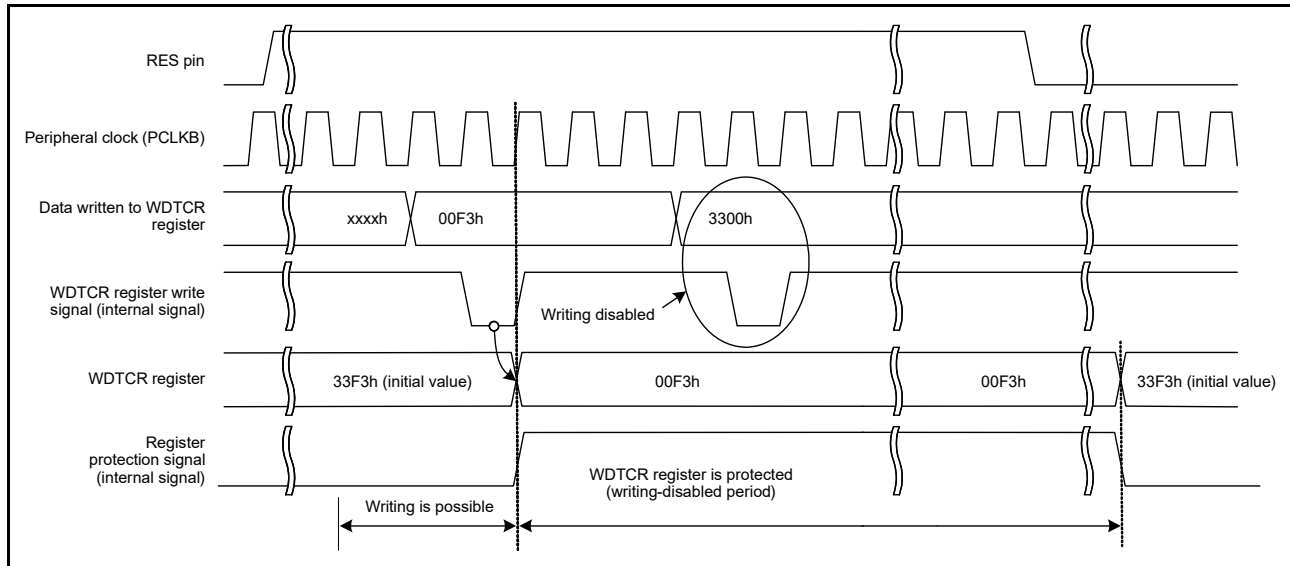 RES pin
Peripheral clock (PCLKB)
Data written to WDTCR
register
xxxxh
00F3h
3300h
WDTCR register write
signal (internal signal)
Writing disabled
WDTCR register
33F3h (initial value)
00F3h
00F3h
33F3h (initial value)
Register
protection signal
(internal signal)
WDTCR register is protected
(writing-disabled period)
Writing is possible